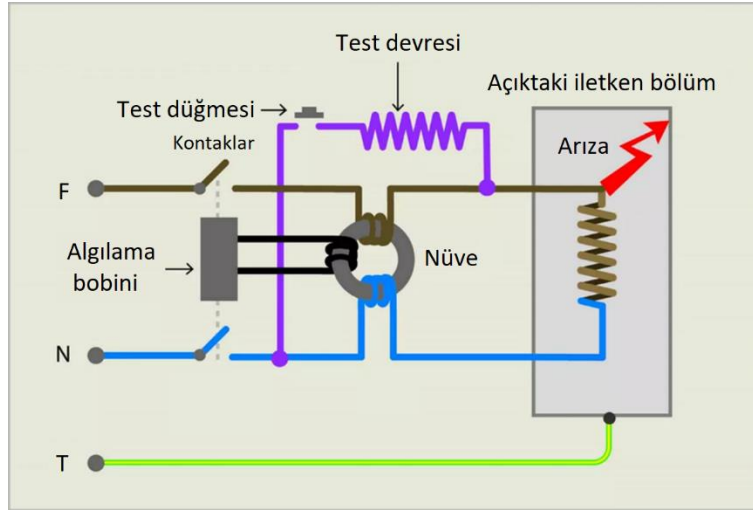 Test devresi
Açıktaki iletken bölüm
Test düğmesi
Kontaklar
Arıza
F
Algılama
bobini
Nüve
N
T